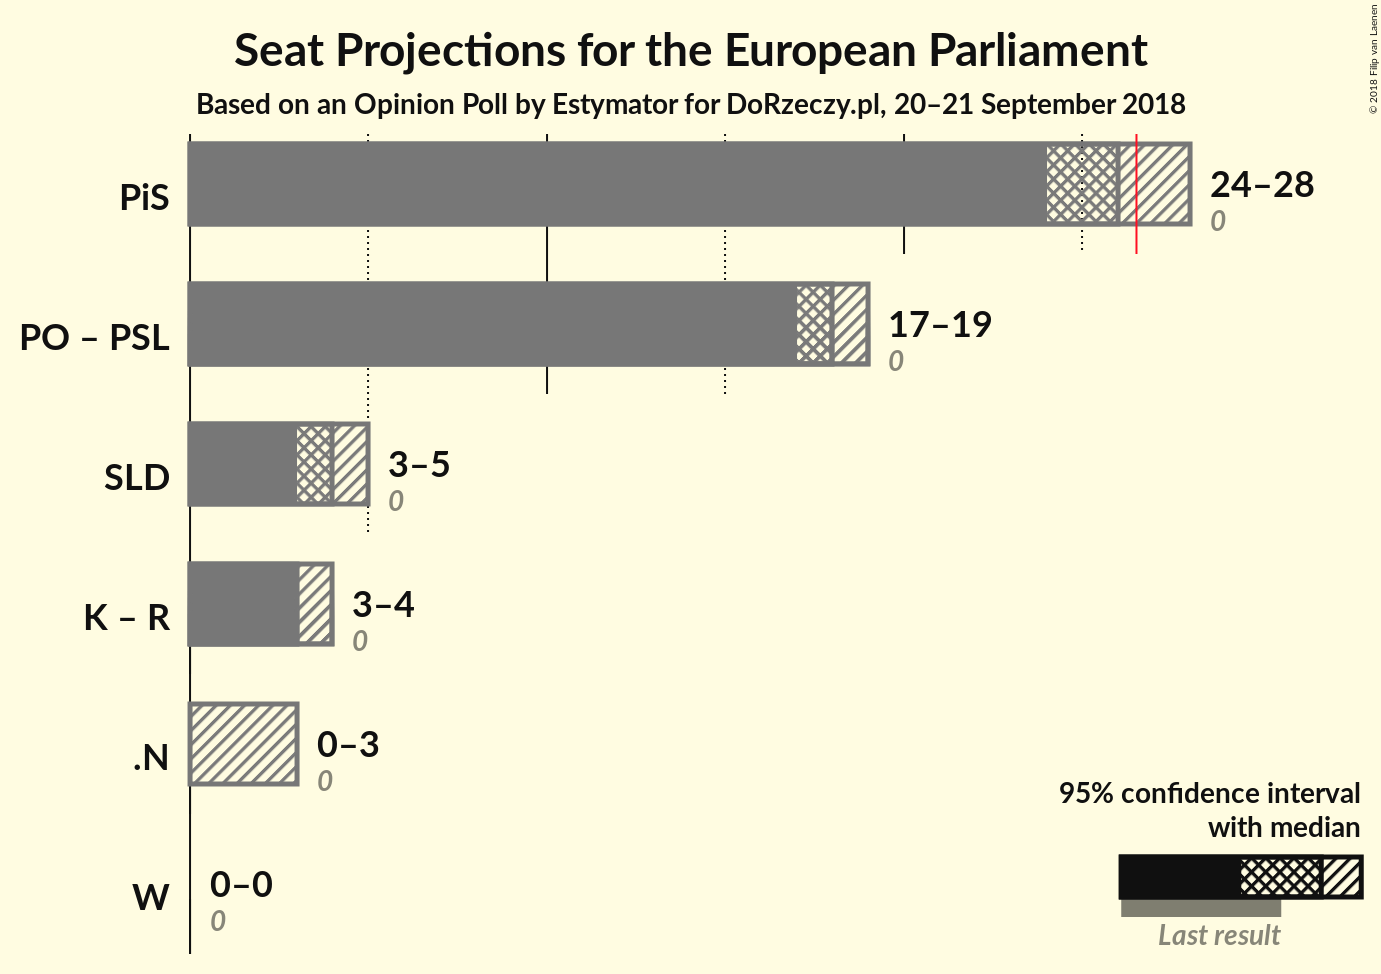 Seat Projections for the European Parliament
Based on an Opinion Poll by Estymator for DoRzeczy.pl, 20–21 September 2018
© 2018 Filip van Laenen
PiS
24–28
0
PO – PSL
17–19
0
SLD
3–5
0
K – R
3–4
0
.N
0–3
0
W
0–0
0
95% confidence interval
with median
Last result